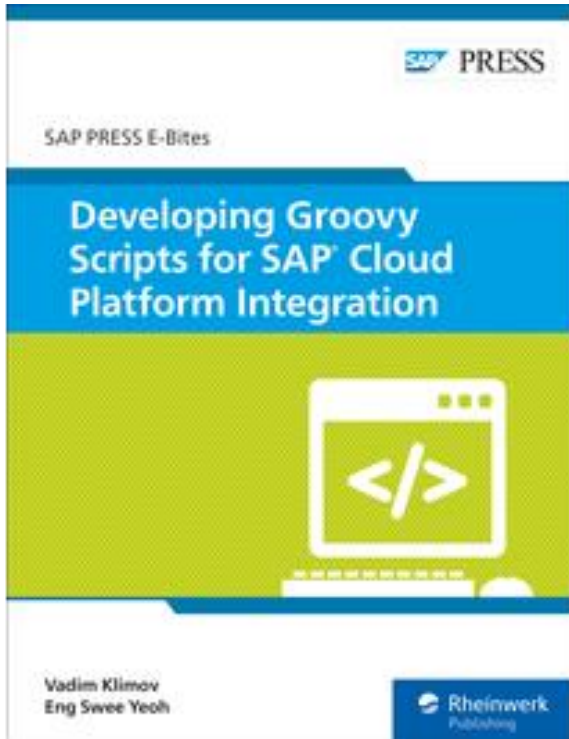 SAP PRESS
SAP PRESS E-Bites
Developing Groovy
Scripts for SAP® Cloud
Platform Integration
</>
Vadim Klimov
Eng Swee Yeoh
Rheinwerk
Publishing